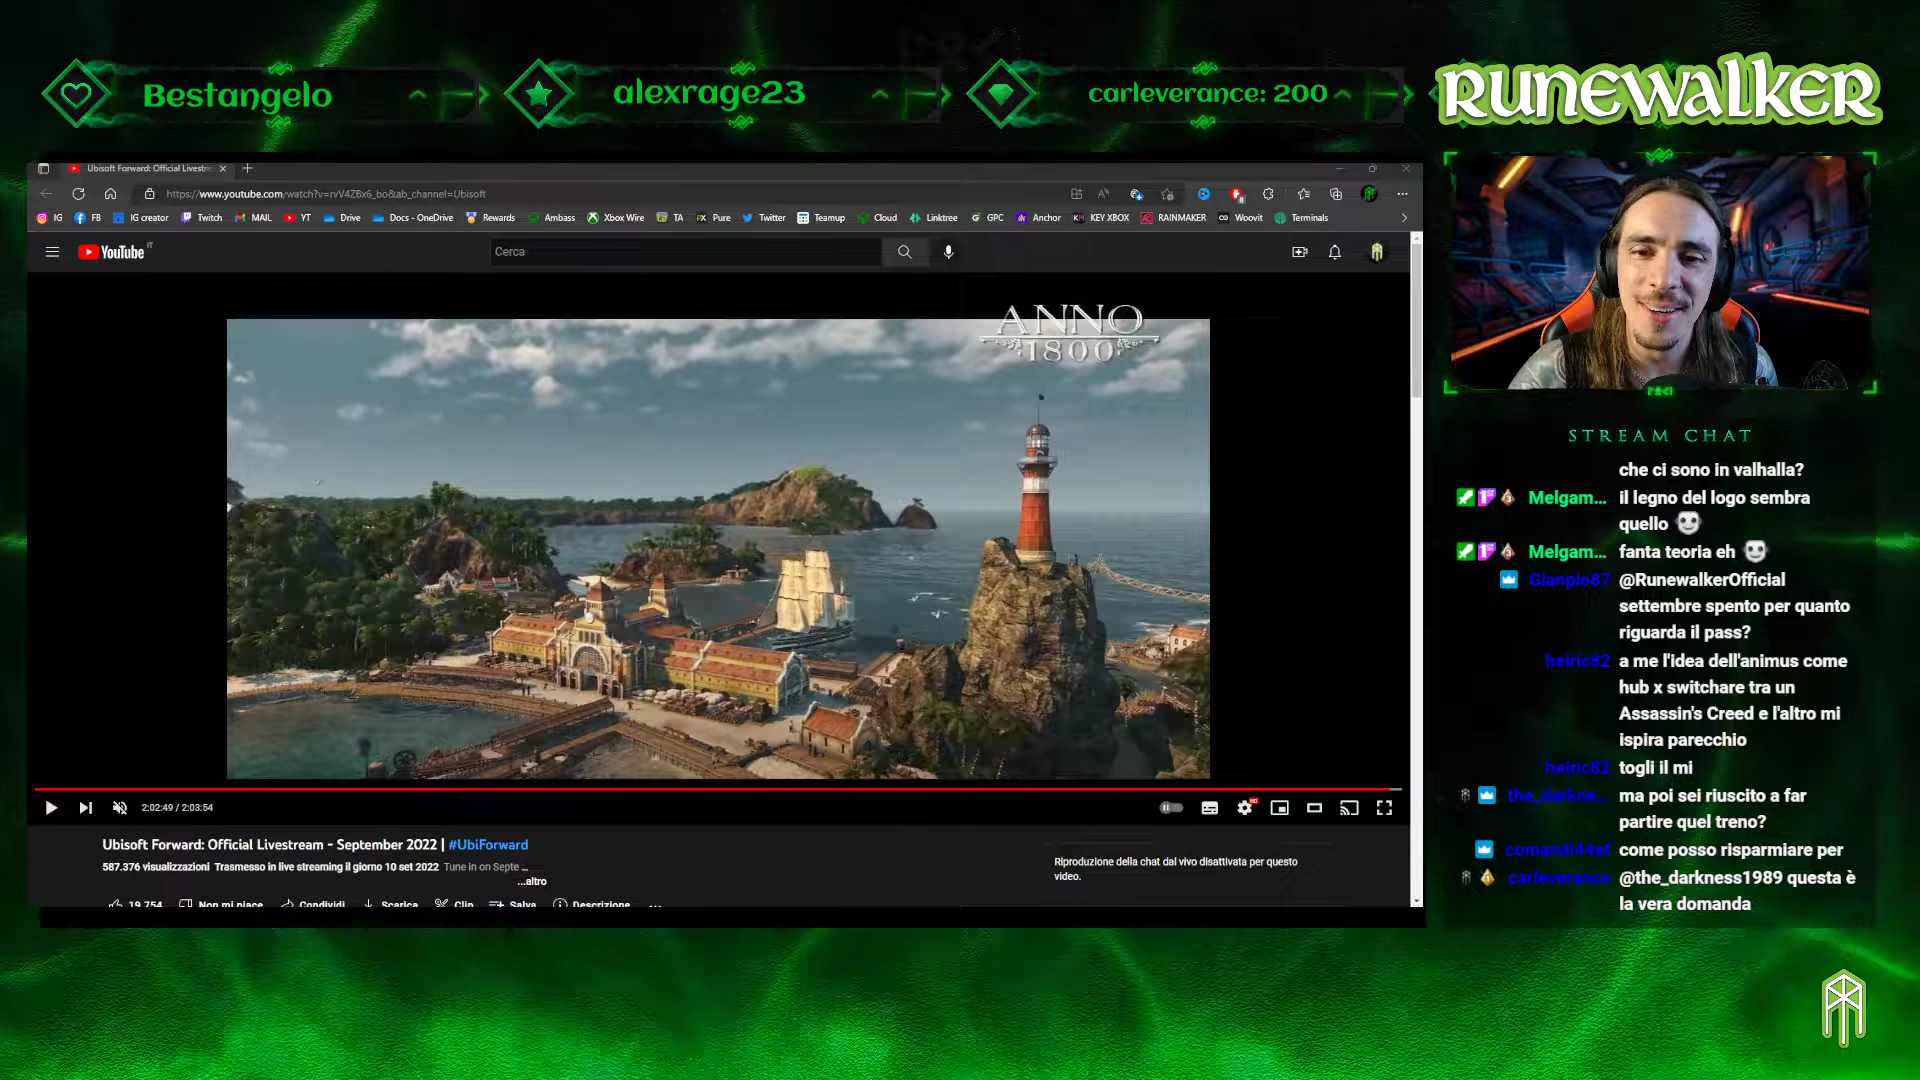 Bestangelo
alexrage23
carleverance: 200
RUNEWALKER
Ubisoft Forward: Official Livestre
https://www.youtube.com/watch?v=rvV4ZBx6_bo&ab_channel=Ubisoft
IG FB IG creator Twitch MAIL YT Drive Docs - OneDrive Rewards Ambass Xbox Wire TA Pure Twitter Teamup Cloud Linktree GPC Anchor KEY XBOX RAINMAKER Woovit Terminals
YouTube IT
Cerca
ANNO
1800
2:02:49 / 2:03:54
HD
Ubisoft Forward: Official Livestream - September 2022 | #UbiForward
587.376 visualizzazioni Trasmesso in live streaming il giorno 10 set 2022 Tune in on Septe ...
...altro
19.754 Non mi piace Condividi Scarica Clip Salva Descrizione ...
Riproduzione della chat dal vivo disattivata per questo
video.
STREAM CHAT
che ci sono in valhalla?
Melgam... il legno del logo sembra
quello
Melgam... fanta teoria eh
Gianpio87 @RunewalkerOfficial
settembre spento per quanto
riguarda il pass?
helric82 a me l'idea dell'animus come
hub x switchare tra un
Assassin's Creed e l'altro mi
ispira parecchio
helric82 togli il mi
the_darkne... ma poi sei riuscito a far
partire quel treno?
comandi44ef come posso risparmiare per
carleverance @the_darkness1989 questa è
la vera domanda